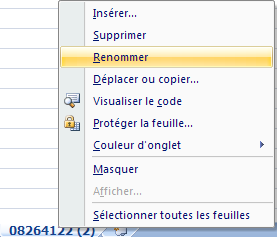 Insérer...
Supprimer
Renommer
Déplacer ou copier...
Visualiser le code
Protéger la feuille...
Couleur d'onglet
Masquer
Afficher...
Sélectionner toutes les feuilles
08264122 (2)